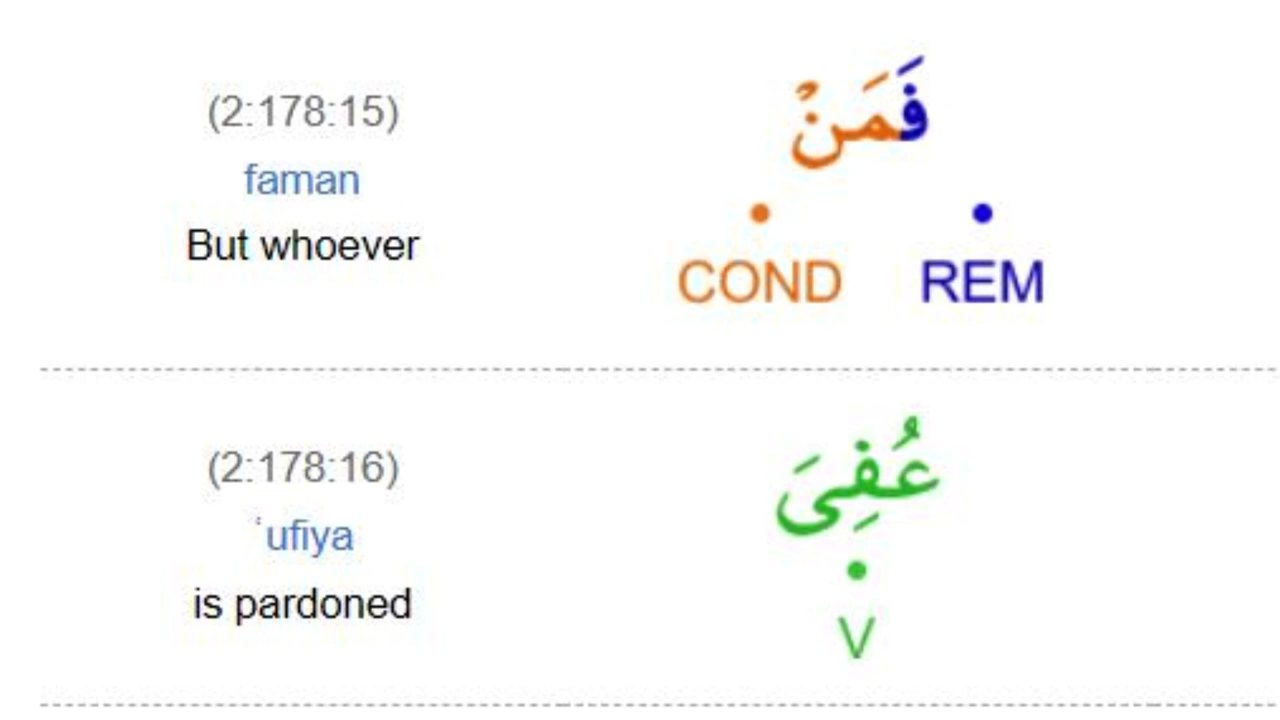 (2:178:15)
faman
But whoever
فَمَنْ
COND REM
(2:178:16)
ʿufiya
is pardoned
عُفِىَ
V